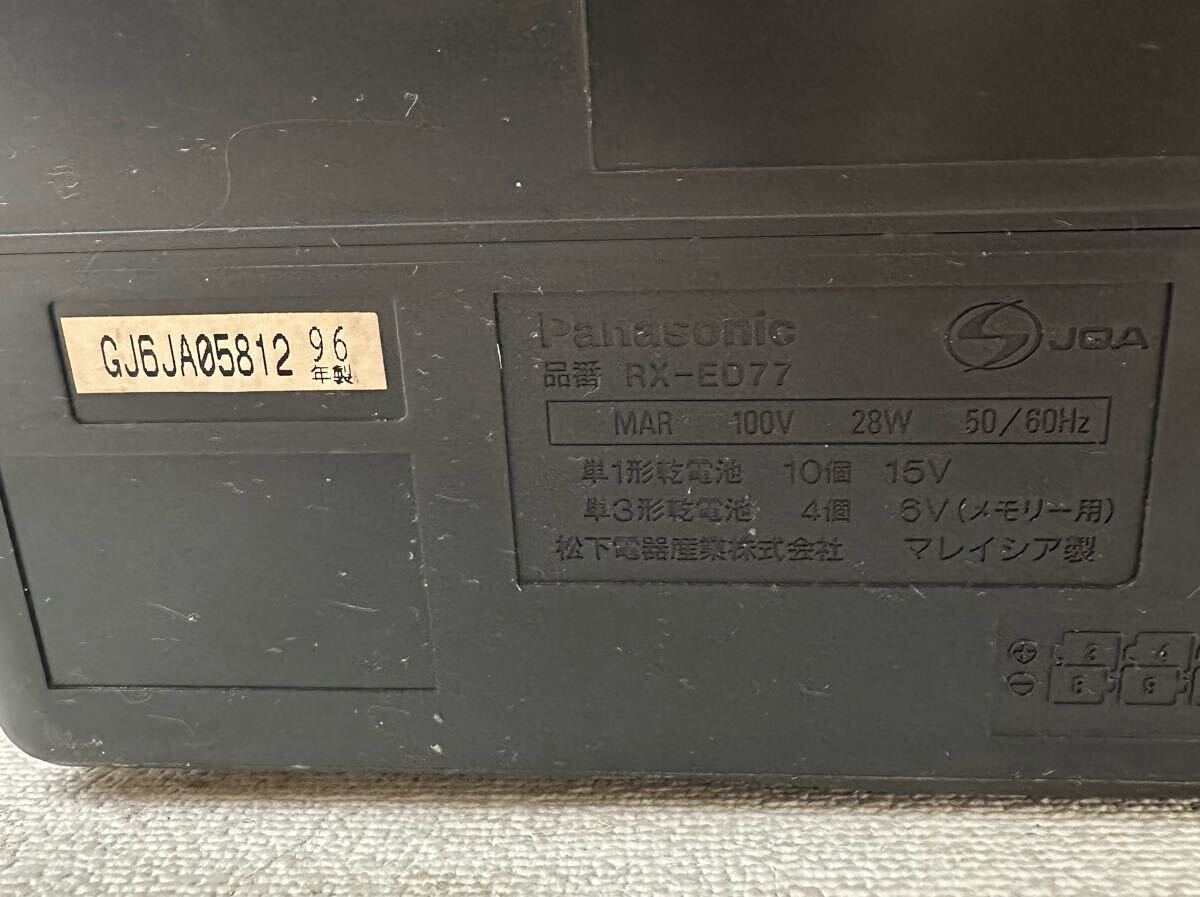 GJ6JA05812 96
年製
Panasonic
JQA
品番 RX-ED77
MAR 100V 28W 50/60Hz
単1形乾電池 10個 15V
単3形乾電池 4個 6V(メモリー用)
松下電器産業株式会社 マレイシア製
⊕
⊖